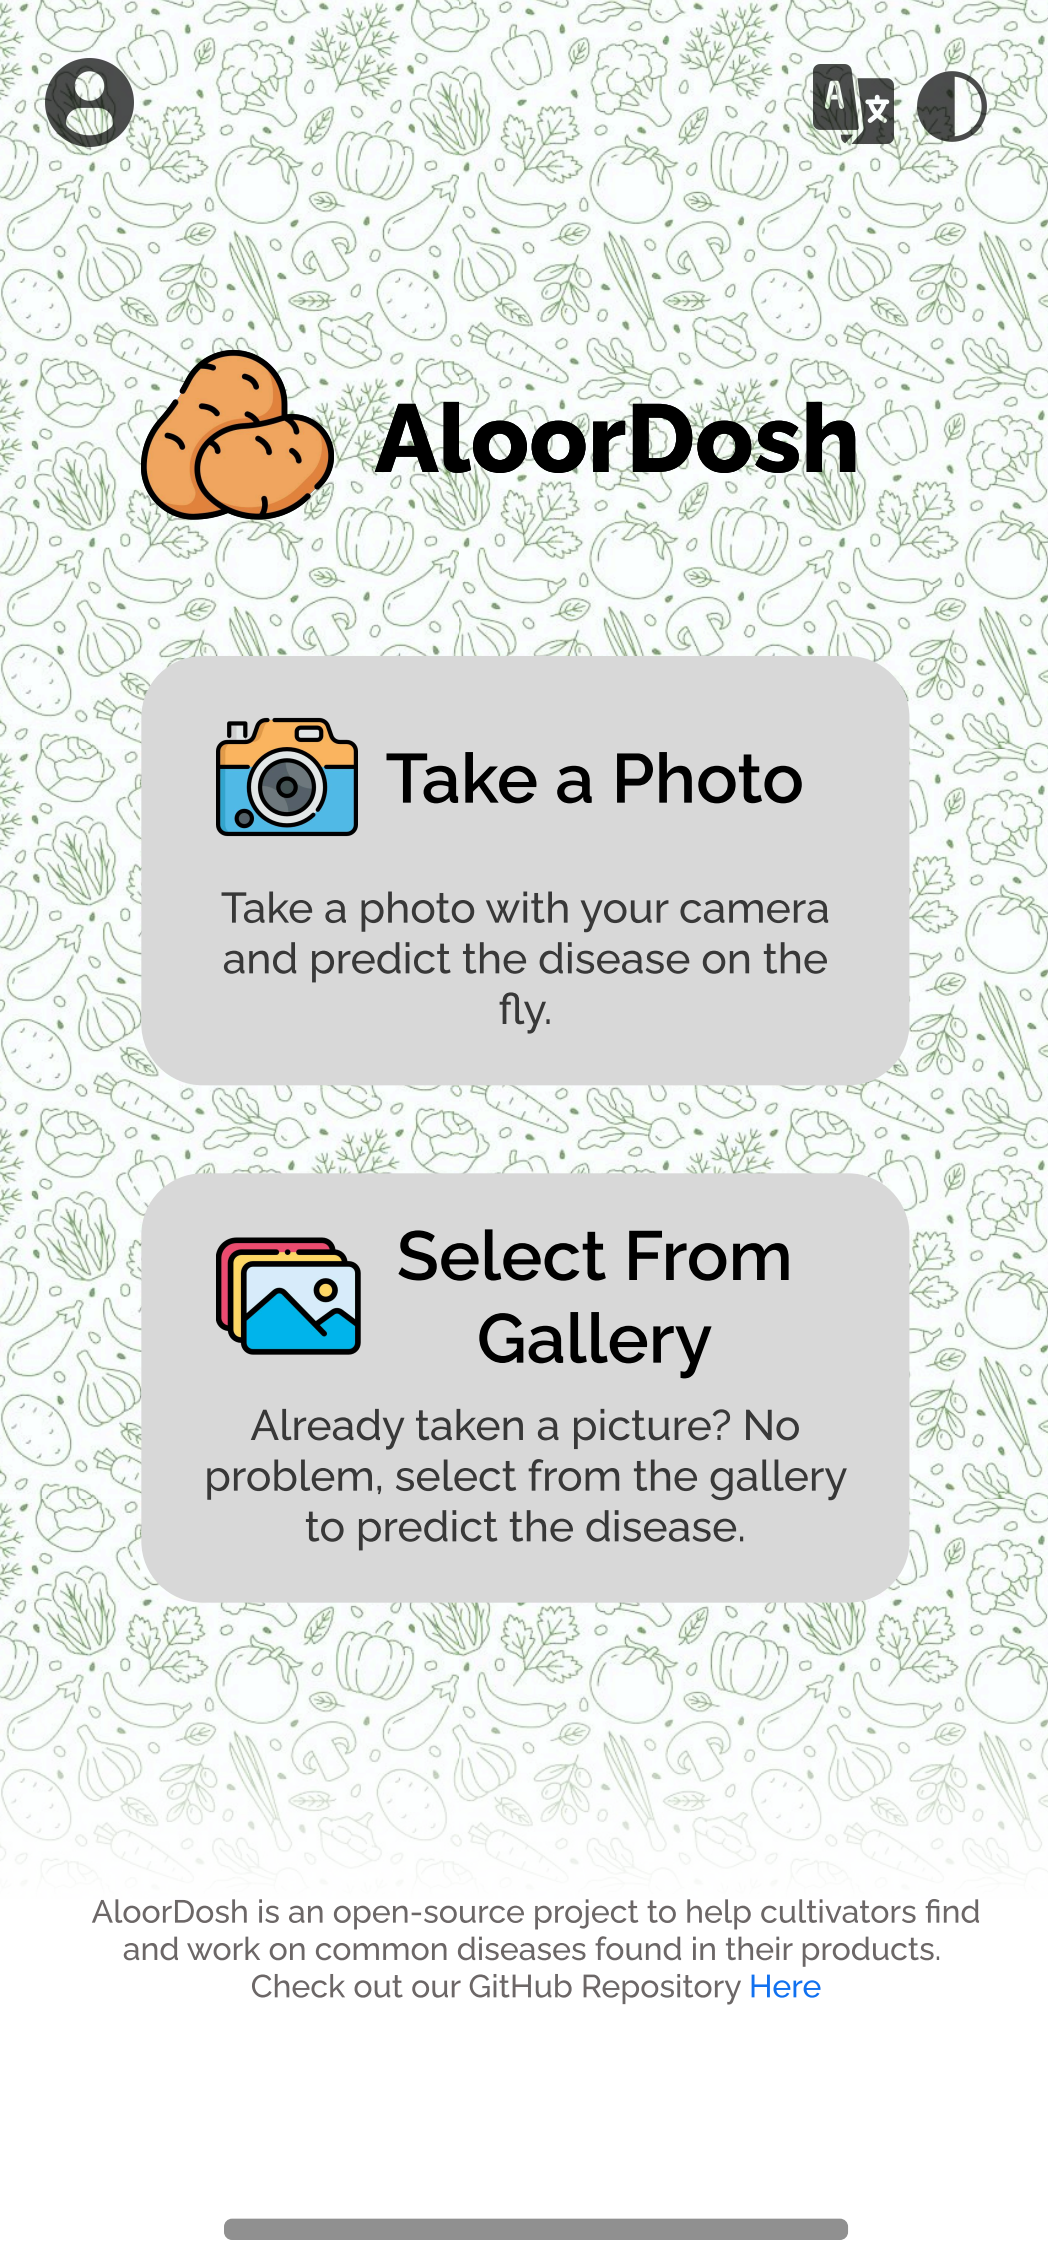 A 文
AloorDosh
Take a Photo
Take a photo with your camera
and predict the disease on the
fly.
Select From
Gallery
Already taken a picture? No
problem, select from the gallery
to predict the disease.
AloorDosh is an open-source project to help cultivators find
and work on common diseases found in their products.
Check out our GitHub Repository Here